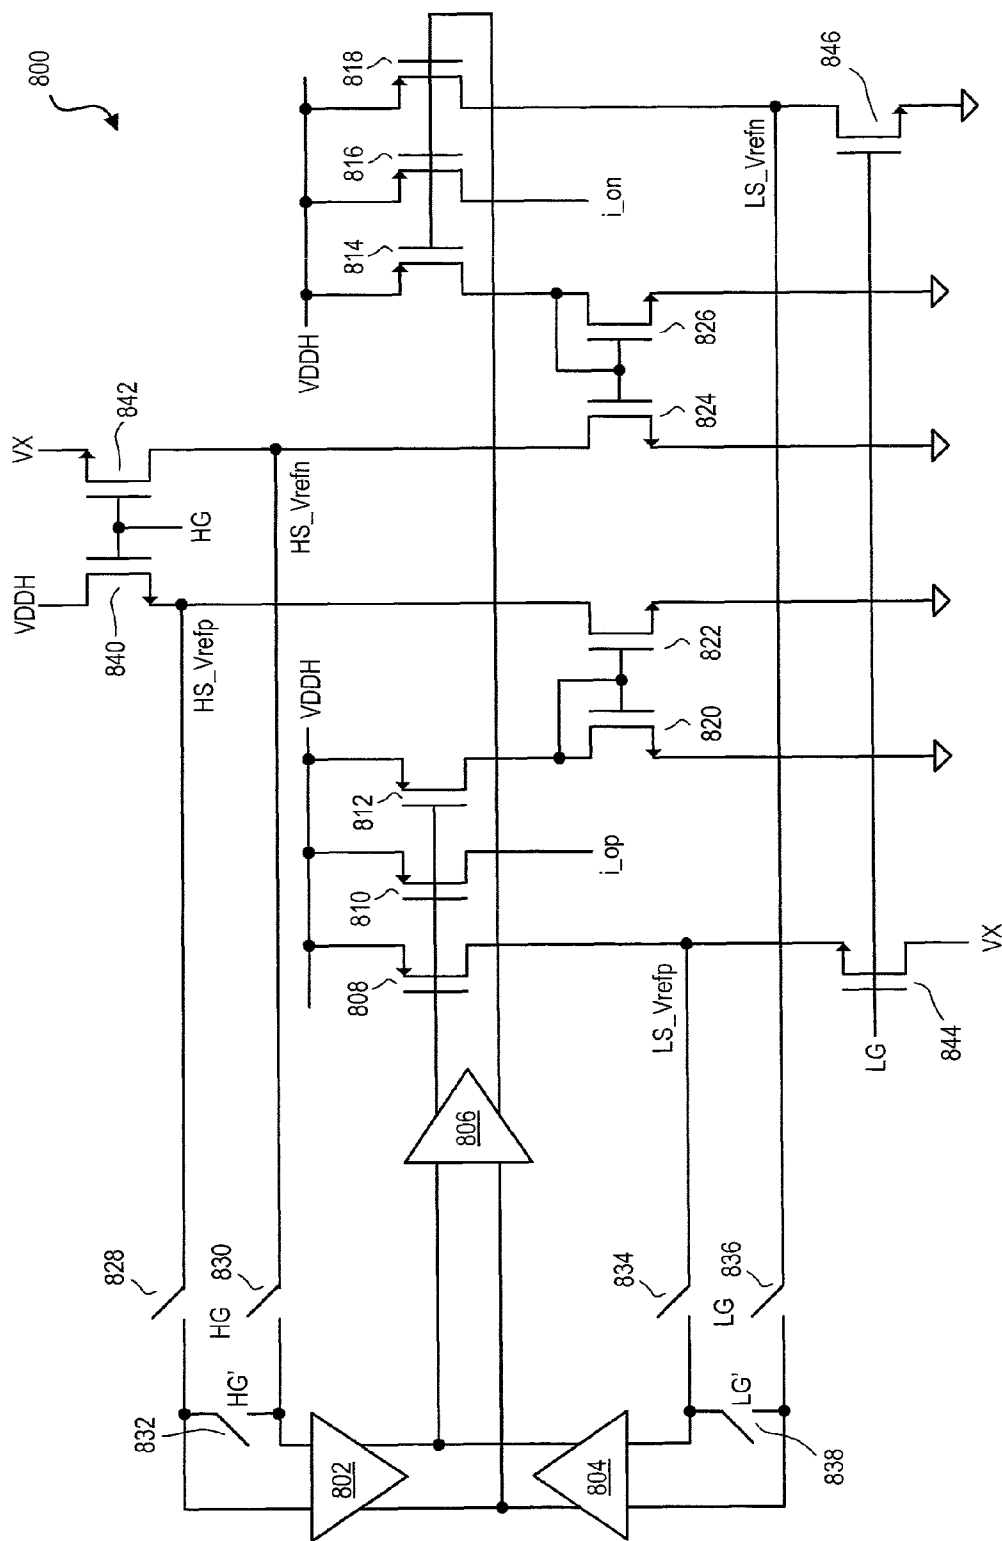 800
VX
VDDH
842
840
HG
HS_Vrefp
HS_Vrefn
VDDH
814
816
818
VDDH
808
810
812
i_op
i_on
820
822
824
826
LS_Vrefp
LS_Vrefn
LG
844
VX
846
828
HG
830
HG'
832
802
806
804
834
LG
836
LG'
838